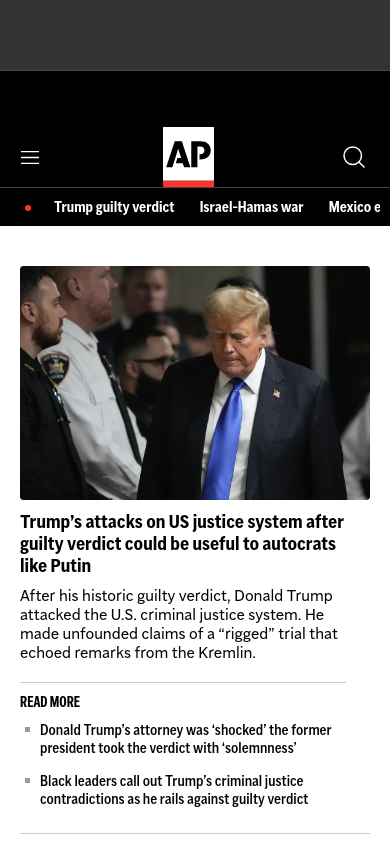 AP
Trump guilty verdict Israel-Hamas war Mexico e
Trump’s attacks on US justice system after
guilty verdict could be useful to autocrats
like Putin
After his historic guilty verdict, Donald Trump
attacked the U.S. criminal justice system. He
made unfounded claims of a “rigged” trial that
echoed remarks from the Kremlin.
READ MORE
Donald Trump’s attorney was ‘shocked’ the former
president took the verdict with ‘solemnness’
Black leaders call out Trump’s criminal justice
contradictions as he rails against guilty verdict